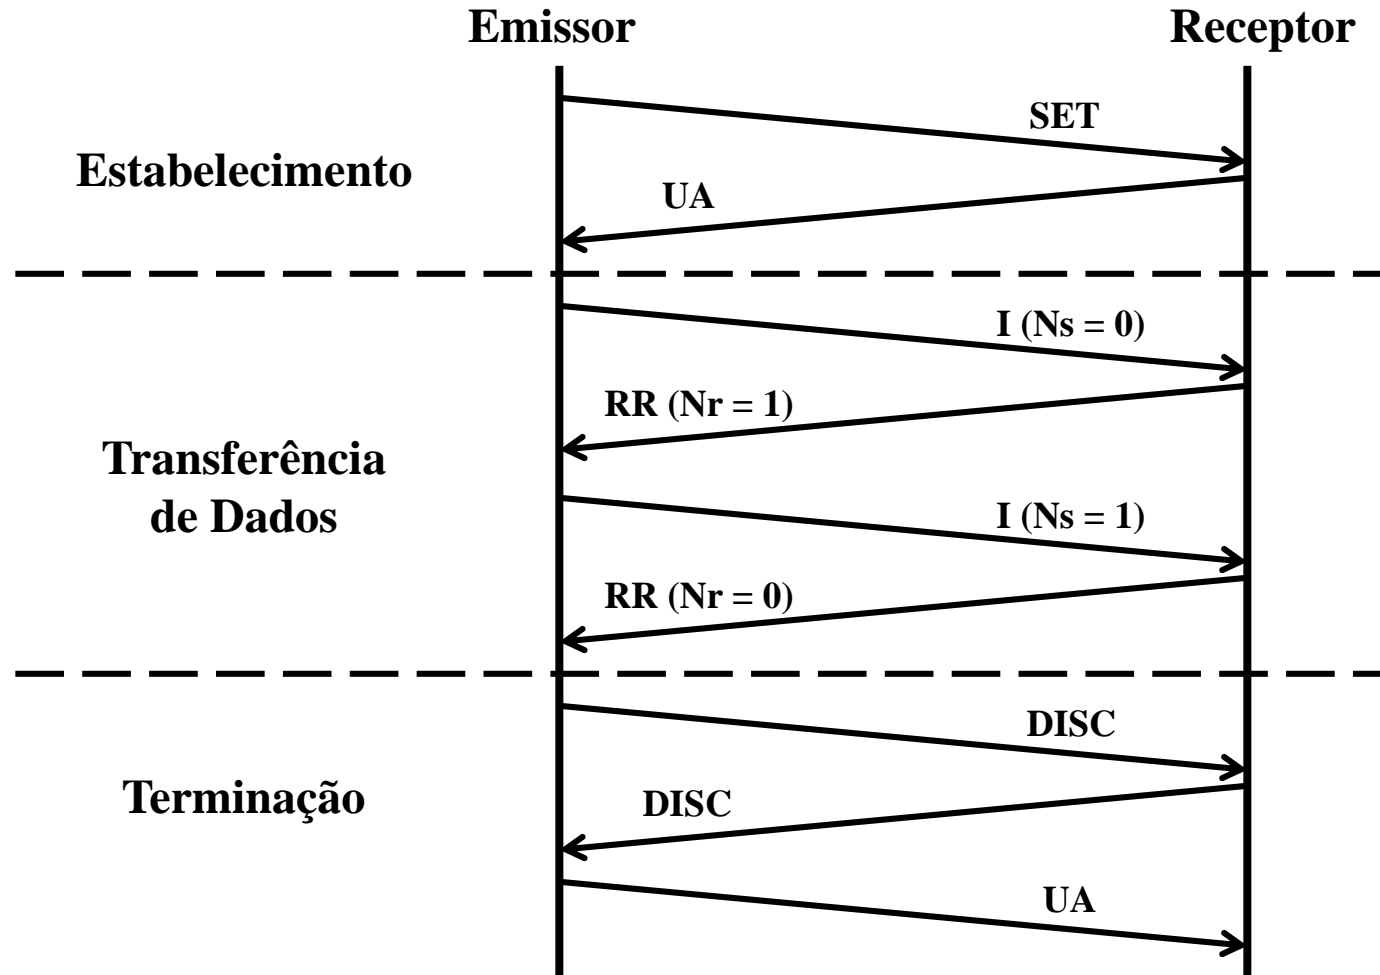 Emissor
Receptor
SET
Estabelecimento
UA
I (Ns = 0)
RR (Nr = 1)
Transferência
de Dados
I (Ns = 1)
RR (Nr = 0)
DISC
Terminação
DISC
UA